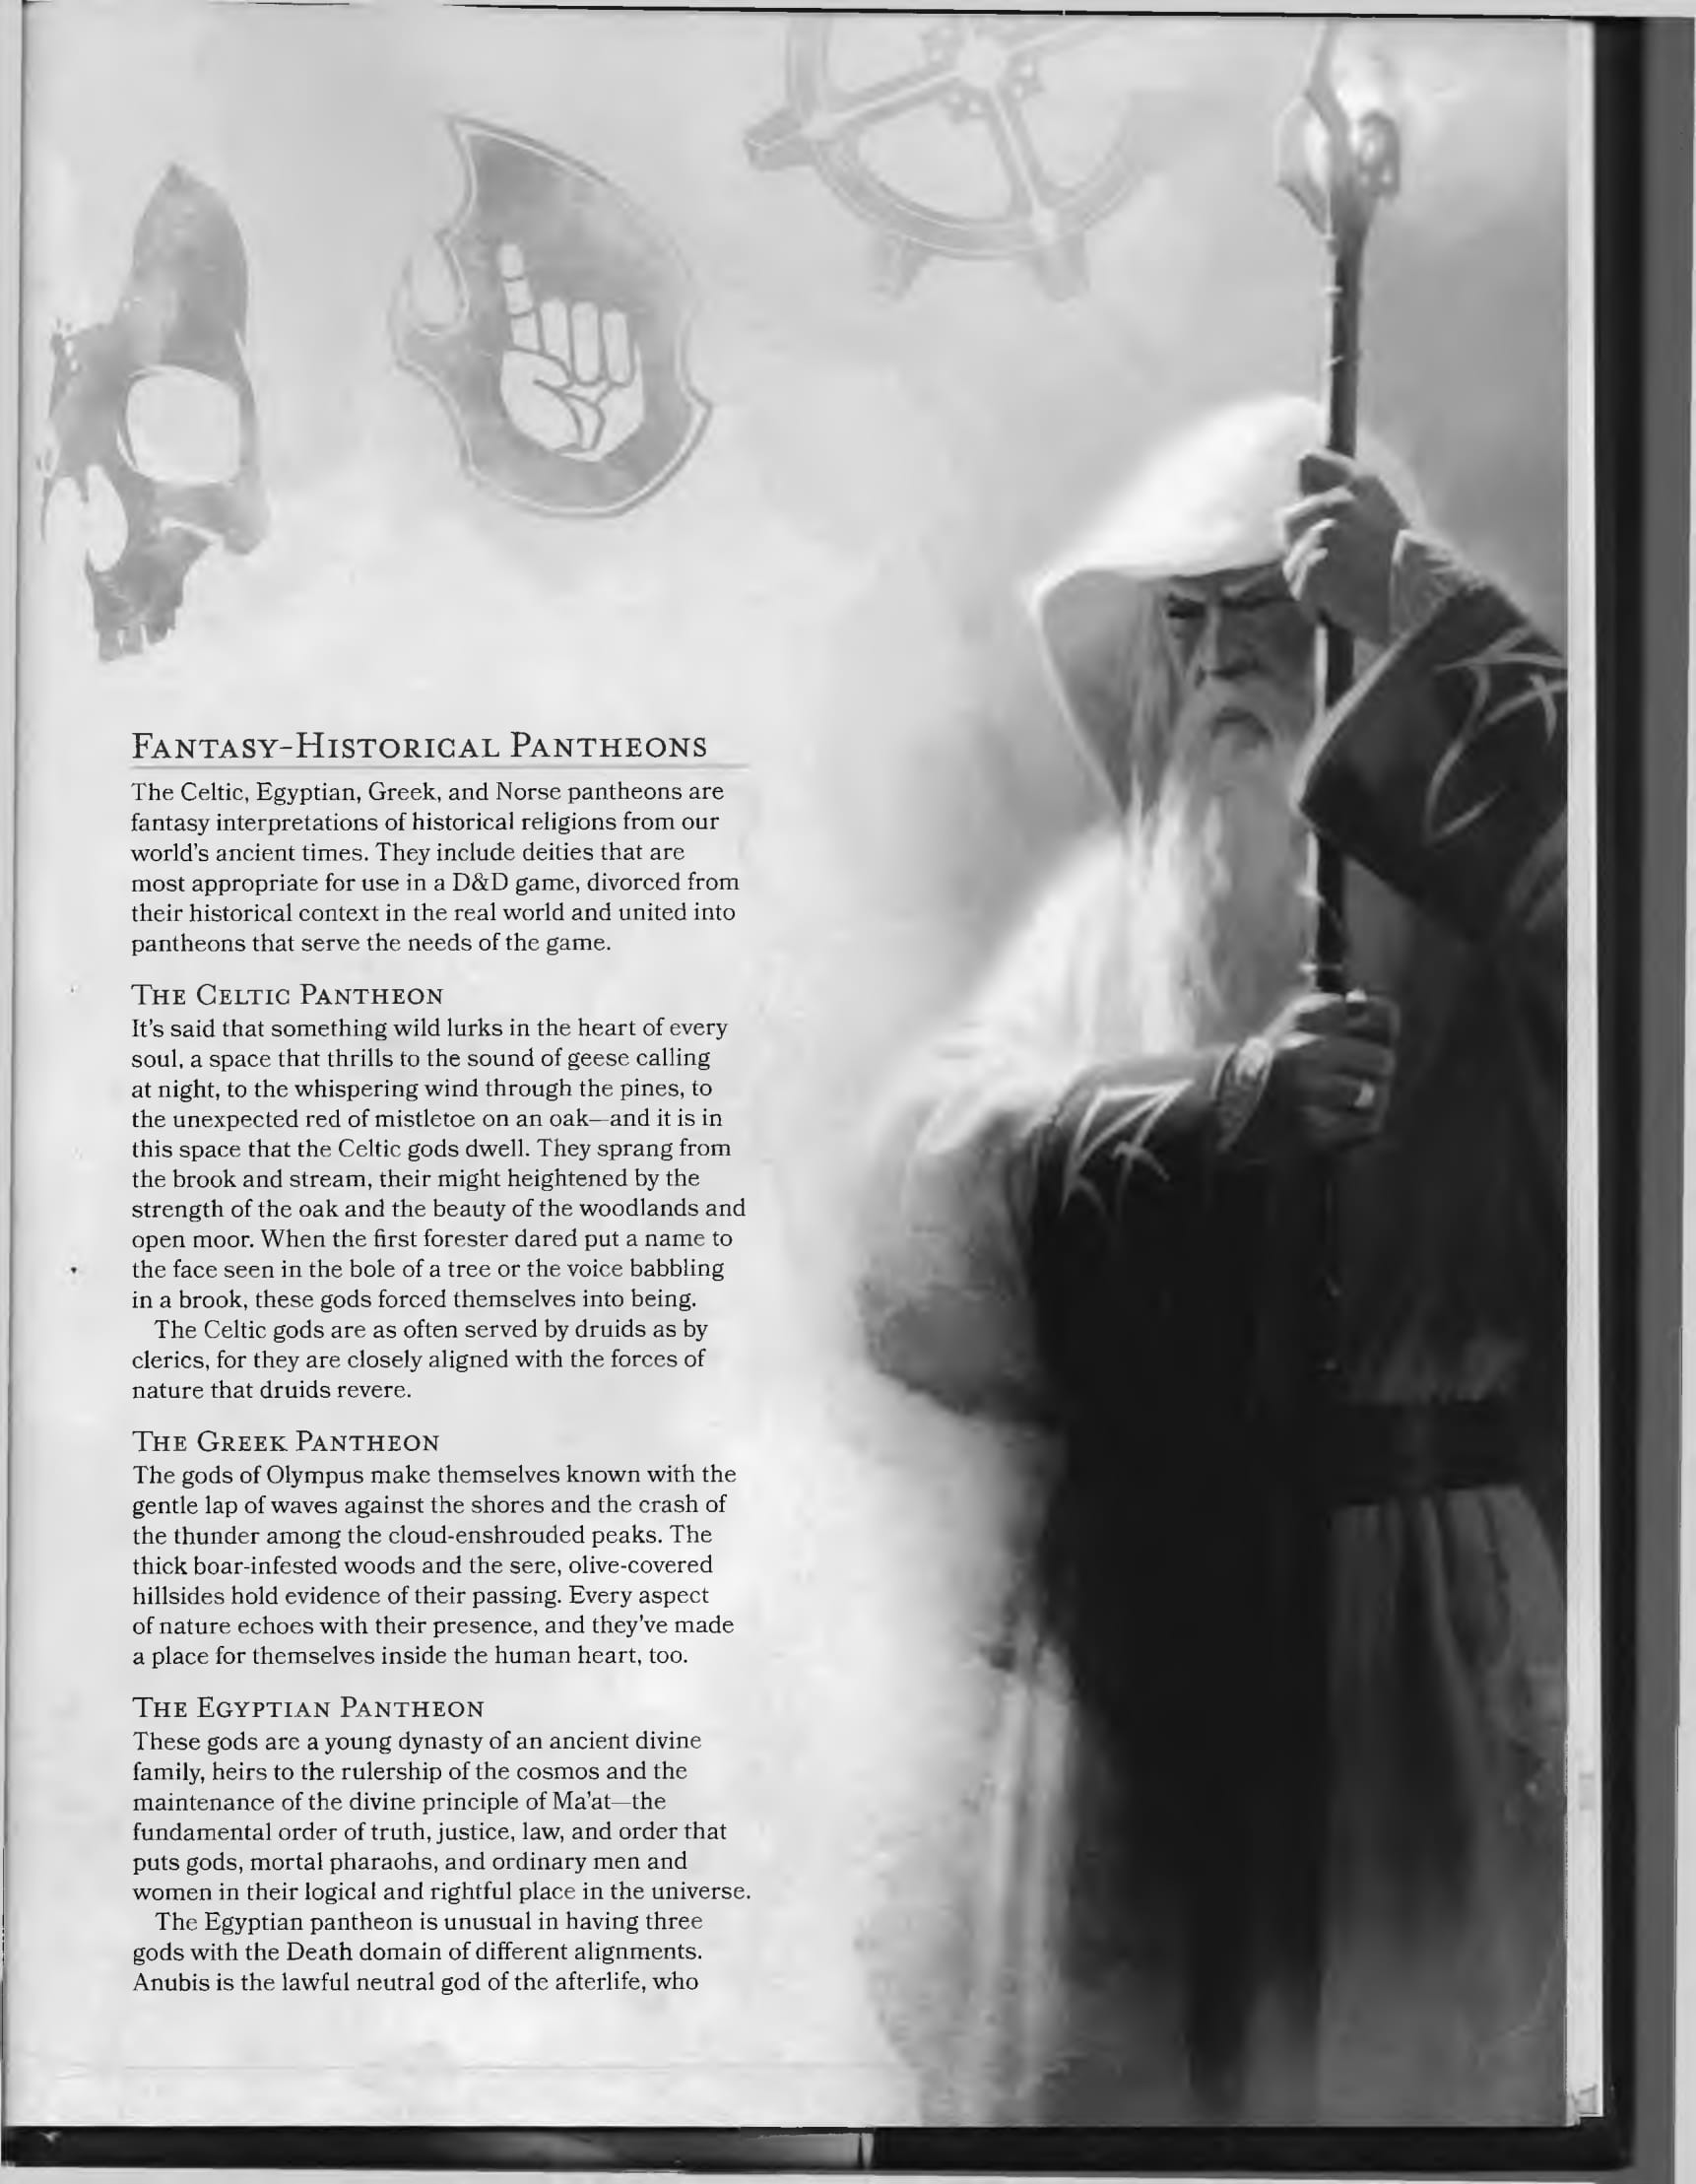 FANTASY-HISTORICAL PANTHEONS
The Celtic, Egyptian, Greek, and Norse pantheons are
fantasy interpretations of historical religions from our
world's ancient times. They include deities that are
most appropriate for use in a D&D game, divorced from
their historical context in the real world and united into
pantheons that serve the needs of the game.
THE CELTIC PANTHEON
It's said that something wild lurks in the heart of every
soul, a space that thrills to the sound of geese calling
at night, to the whispering wind through the pines, to
the unexpected red of mistletoe on an oak—and it is in
this space that the Celtic gods dwell. They sprang from
the brook and stream, their might heightened by the
strength of the oak and the beauty of the woodlands and
open moor. When the first forester dared put a name to
the face seen in the bole of a tree or the voice babbling
in a brook, these gods forced themselves into being.
The Celtic gods are as often served by druids as by
clerics, for they are closely aligned with the forces of
nature that druids revere.
THE GREEK PANTHEON
The gods of Olympus make themselves known with the
gentle lap of waves against the shores and the crash of
the thunder among the cloud-enshrouded peaks. The
thick boar-infested woods and the sere, olive-covered
hillsides hold evidence of their passing. Every aspect
of nature echoes with their presence, and they've made
a place for themselves inside the human heart, too.
THE EGYPTIAN PANTHEON
These gods are a young dynasty of an ancient divine
family, heirs to the rulership of the cosmos and the
maintenance of the divine principle of Ma'at—the
fundamental order of truth, justice, law, and order that
puts gods, mortal pharaohs, and ordinary men and
women in their logical and rightful place in the universe.
The Egyptian pantheon is unusual in having three
gods with the Death domain of different alignments.
Anubis is the lawful neutral god of the afterlife, who